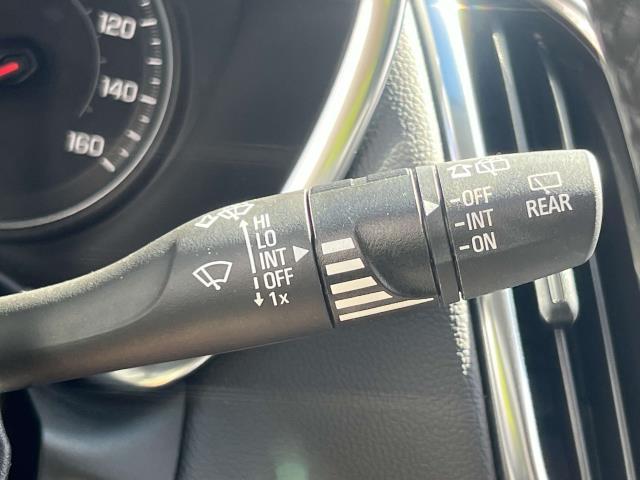 120
140
160
HI
LO
INT
OFF
1x
-OFF
-INT
-ON
REAR